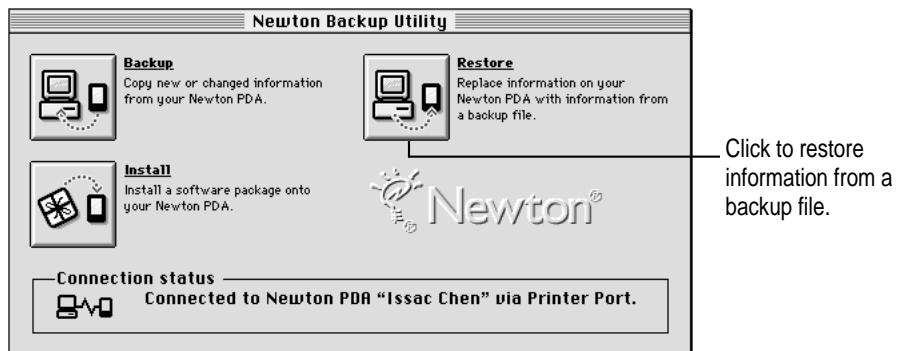 Newton Backup Utility
Backup
Copy new or changed information
from your Newton PDA.
Restore
Replace information on your
Newton PDA with information from
a backup file.
Install
Install a software package onto
your Newton PDA.
Newton®
Connection status
Connected to Newton PDA “Issac Chen” via Printer Port.
Click to restore
information from a
backup file.